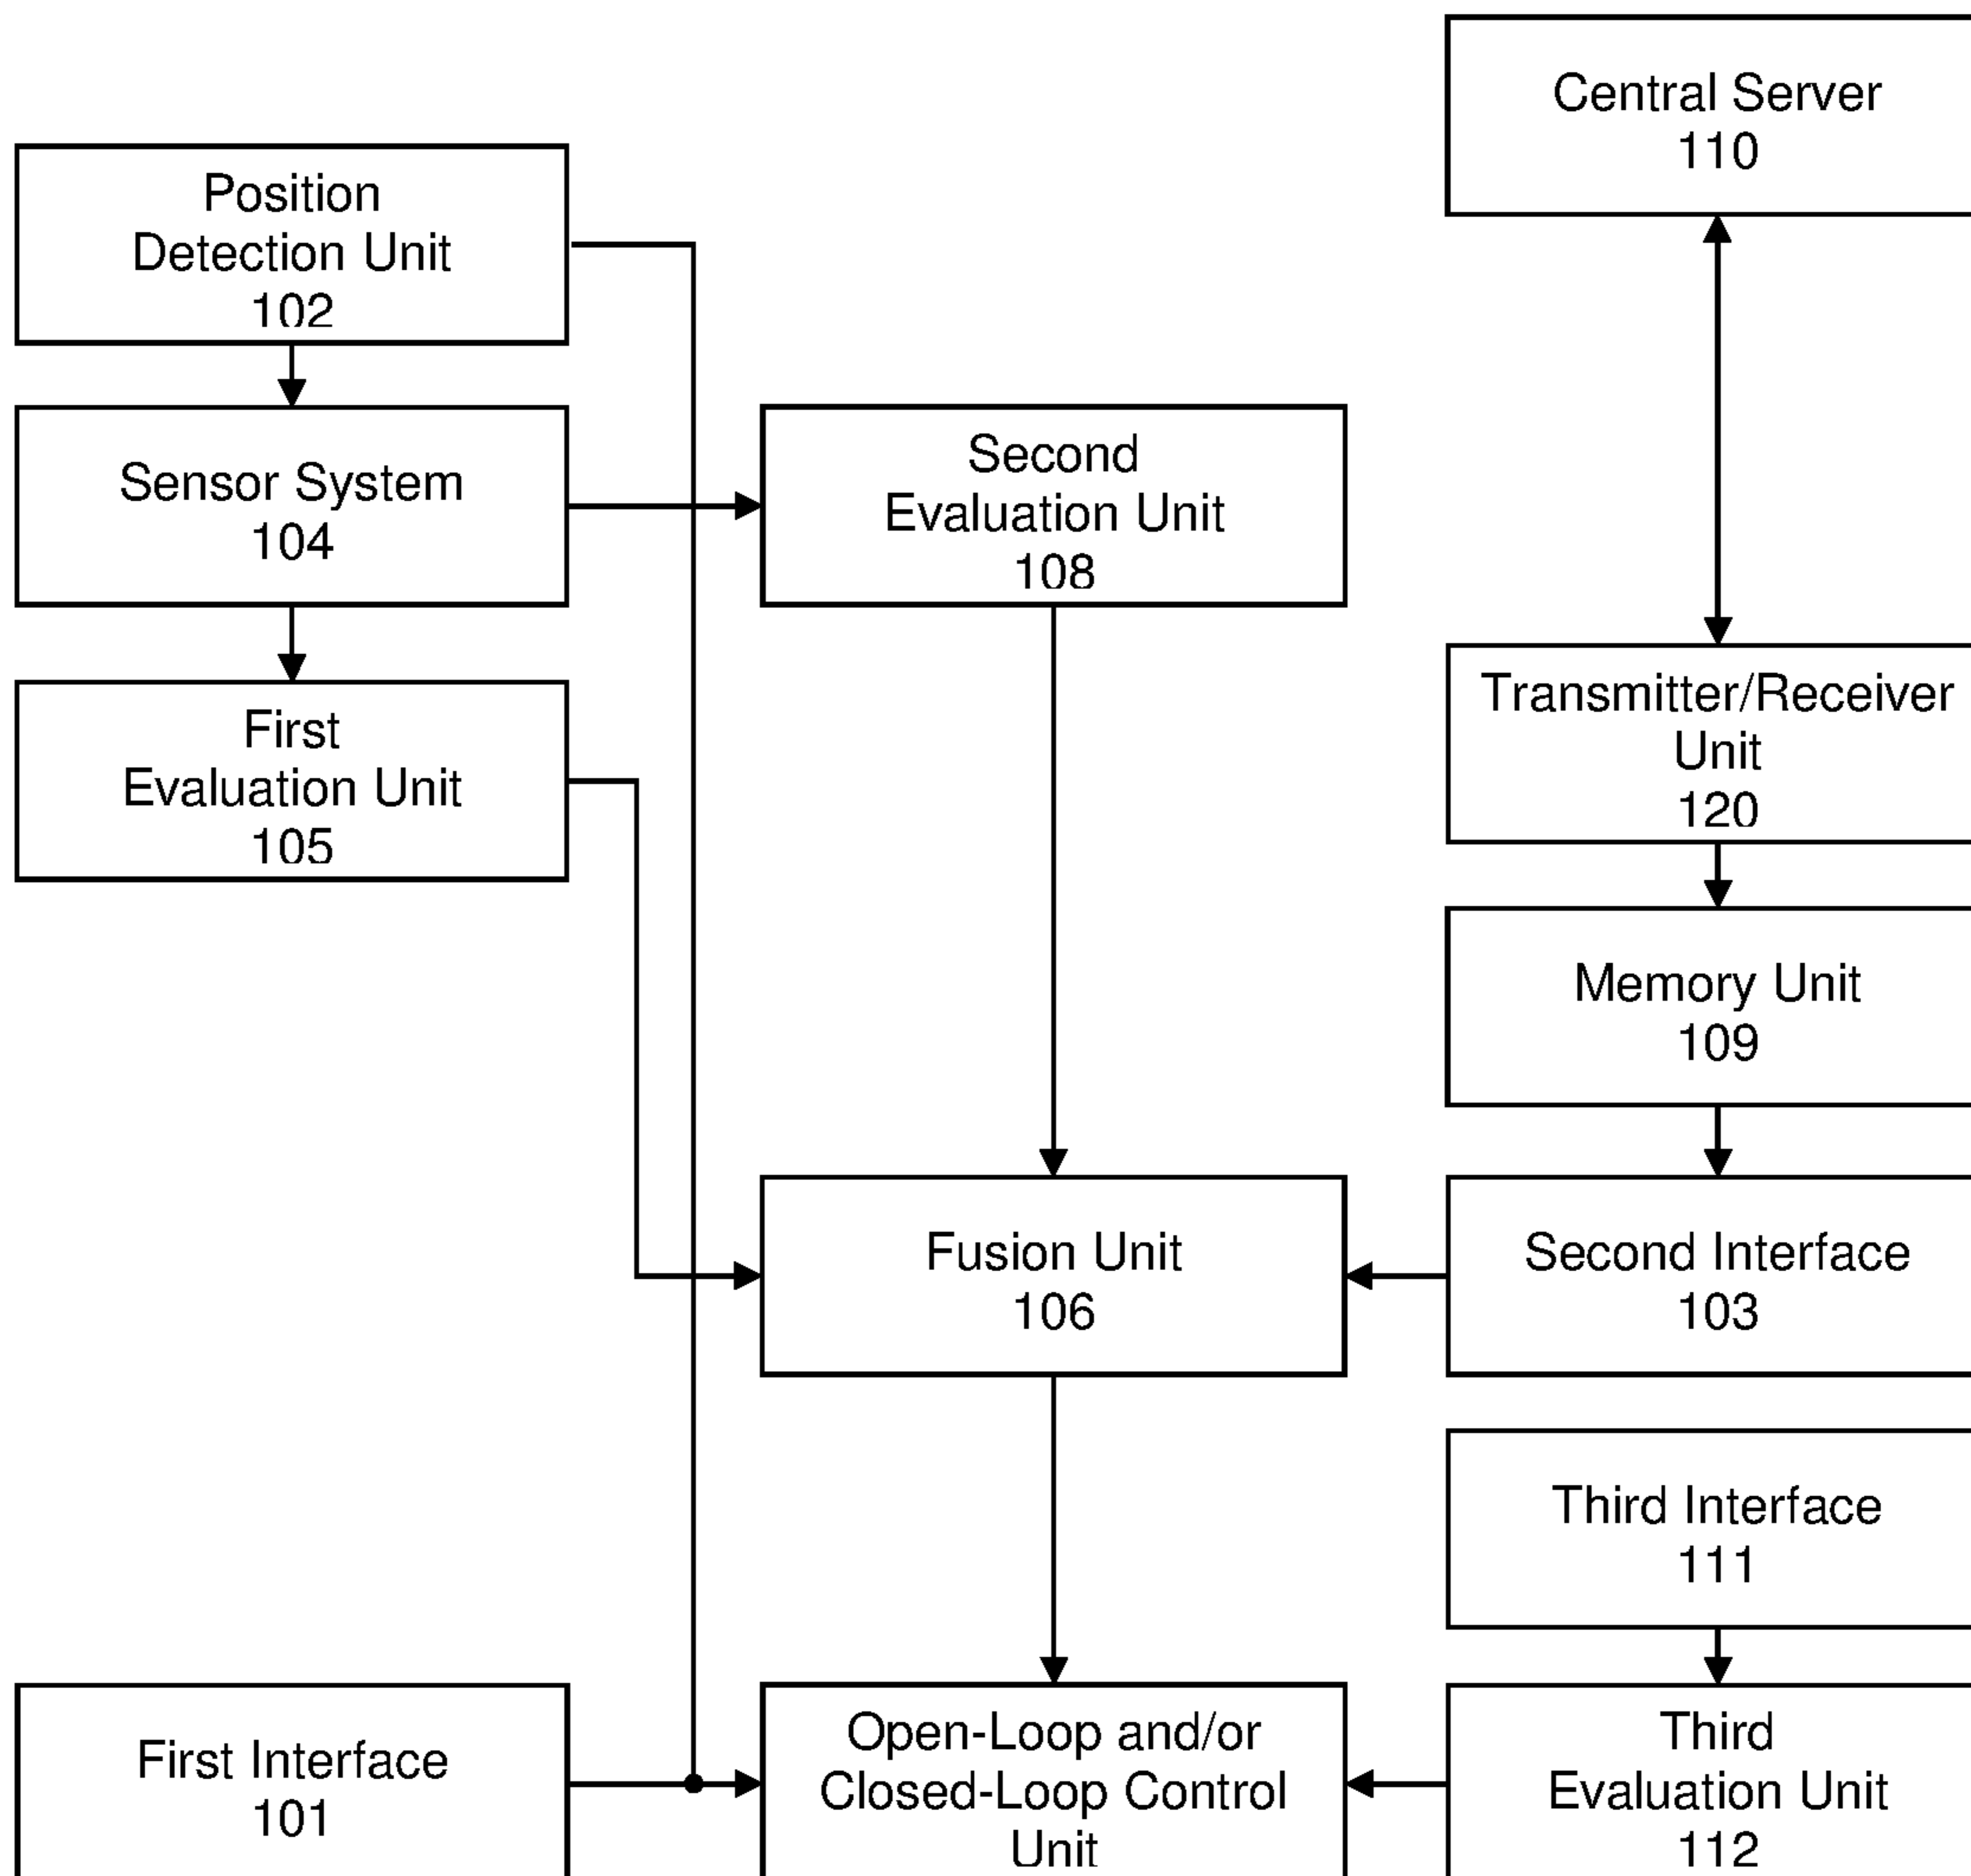 Central Server
110
Position
Detection Unit
102
Sensor System
104
Second
Evaluation Unit
108
First
Evaluation Unit
105
Transmitter/Receiver
Unit
120
Memory Unit
109
Fusion Unit
106
Second Interface
103
Third Interface
111
First Interface
101
Open-Loop and/or
Closed-Loop Control
Unit
Third
Evaluation Unit
112